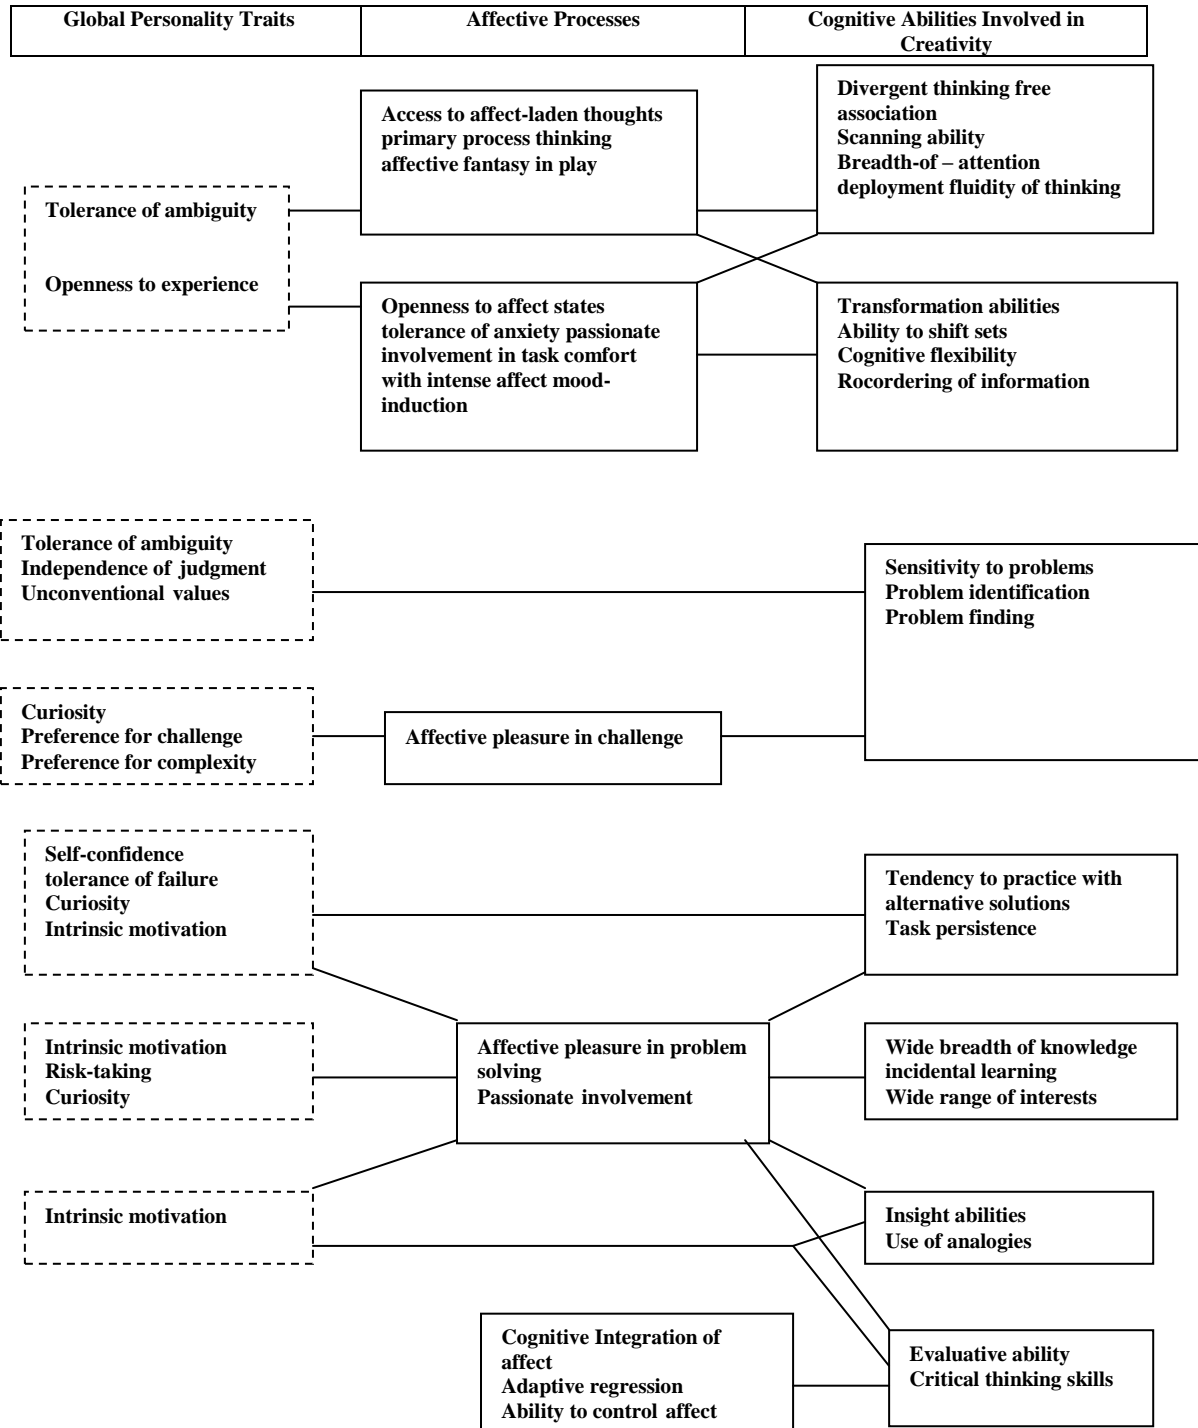 Global Personality Traits
Affective Processes
Cognitive Abilities Involved in
Creativity
Access to affect-laden thoughts
primary process thinking
affective fantasy in play
Divergent thinking free
association
Scanning ability
Breadth-of – attention
deployment fluidity of thinking
Tolerance of ambiguity
Openness to experience
Openness to affect states
tolerance of anxiety passionate
involvement in task comfort
with intense affect mood-
induction
Transformation abilities
Ability to shift sets
Cognitive flexibility
Rocordering of information
Tolerance of ambiguity
Independence of judgment
Unconventional values
Sensitivity to problems
Problem identification
Problem finding
Curiosity
Preference for challenge
Preference for complexity
Affective pleasure in challenge
Self-confidence
tolerance of failure
Curiosity
Intrinsic motivation
Tendency to practice with
alternative solutions
Task persistence
Intrinsic motivation
Risk-taking
Curiosity
Affective pleasure in problem
solving
Passionate involvement
Wide breadth of knowledge
incidental learning
Wide range of interests
Intrinsic motivation
Insight abilities
Use of analogies
Cognitive Integration of
affect
Adaptive regression
Ability to control affect
Evaluative ability
Critical thinking skills